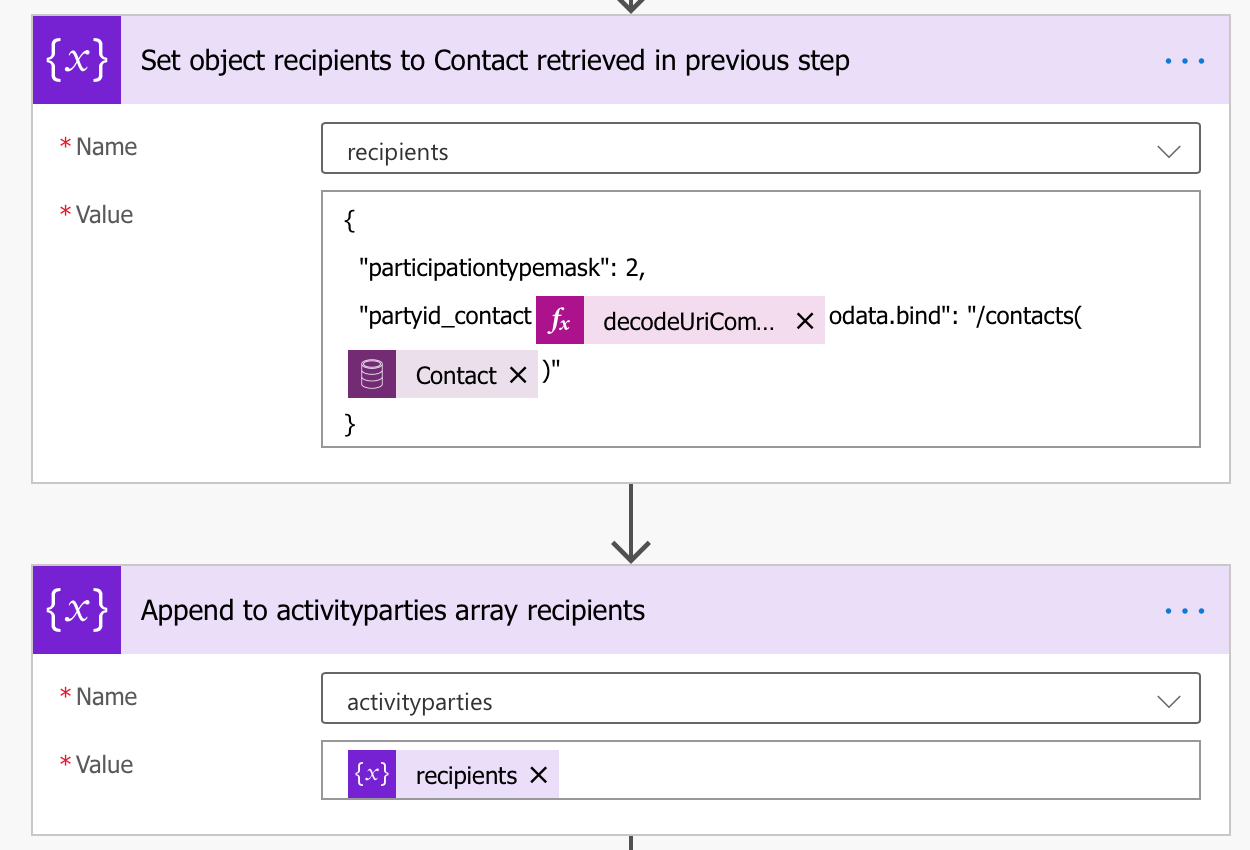 {x} Set object recipients to Contact retrieved in previous step ...
* Name
recipients
* Value
{
"participationtypemask": 2,
"partyid_contact fx decodeUriCom... × odata.bind": "/contacts(
Contact × )"
}
{x} Append to activityparties array recipients ...
* Name
activityparties
* Value
{x} recipients ×